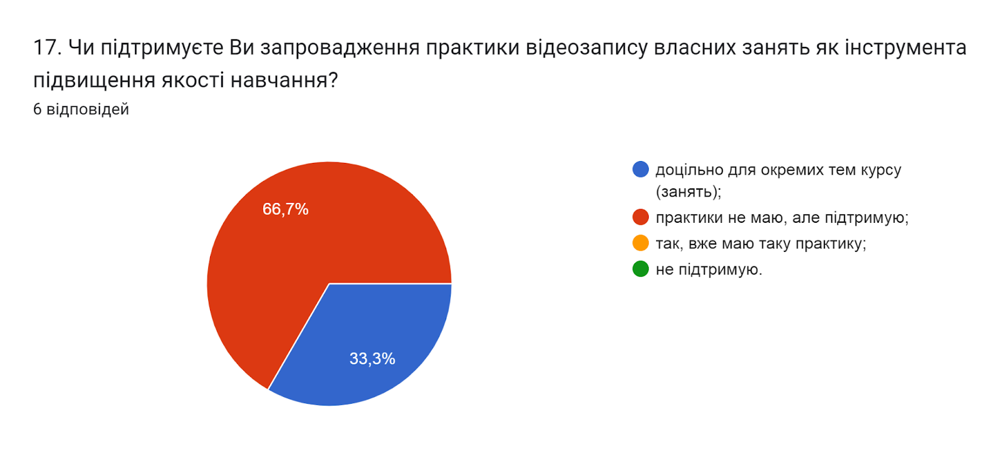 17. Чи підтримуєте Ви запровадження практики відеозапису власних занять як інструмента
підвищення якості навчання?
6 відповідей
доцільно для окремих тем курсу
(занять);
66,7%
практики не маю, але підтримую;
так, вже маю таку практику;
не підтримую.
33,3%